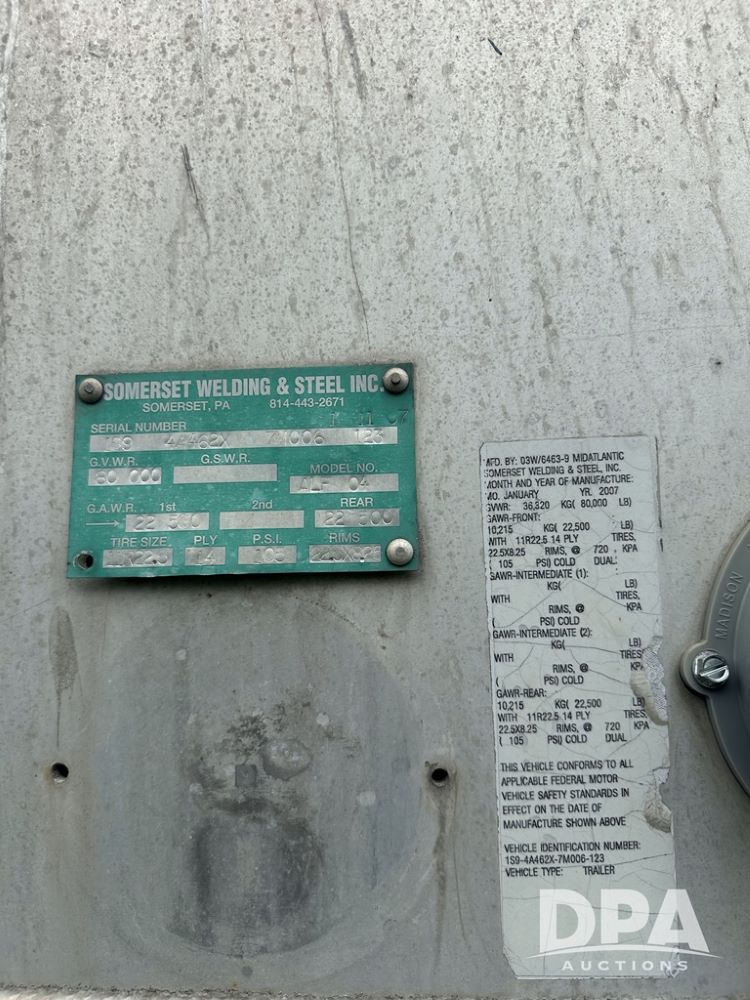 SOMERSET WELDING & STEEL INC.
SOMERSET, PA 814-443-2671
SERIAL NUMBER
1S9 4A462X 7M006 123
G.V.W.R. G.S.W.R. MODEL NO.
80 000
G.A.W.R. 1st 2nd REAR
22 500 22 500
TIRE SIZE PLY P.S.I. RIMS
11R22.5 14 105
MFD. BY: 03W/6463-9 MIDATLANTIC
SOMERSET WELDING & STEEL, INC.
MONTH AND YEAR OF MANUFACTURE:
MO. JANUARY YR. 2007
GVWR: 36,320 KG( 80,000 LB)
GAWR-FRONT:
10,215 KG( 22,500 LB)
WITH 11R22.5 14 PLY TIRES,
22.5X8.25 RIMS, @ 720 KPA
( 105 PSI) COLD DUAL
GAWR-INTERMEDIATE (1):
KG( LB)
WITH TIRES,
RIMS, @ KPA
( PSI) COLD
GAWR-INTERMEDIATE (2):
KG( LB)
WITH TIRES
RIMS, @ KPA
( PSI) COLD
GAWR-REAR:
10,215 KG( 22,500 LB)
WITH 11R22.5 14 PLY TIRES,
22.5X8.25 RIMS, @ 720 KPA
( 105 PSI) COLD DUAL
THIS VEHICLE CONFORMS TO ALL
APPLICABLE FEDERAL MOTOR
VEHICLE SAFETY STANDARDS IN
EFFECT ON THE DATE OF
MANUFACTURE SHOWN ABOVE
VEHICLE IDENTIFICATION NUMBER:
1S9-4A462X-7M006-123
VEHICLE TYPE: TRAILER
MADISON
DPA
AUCTIONS